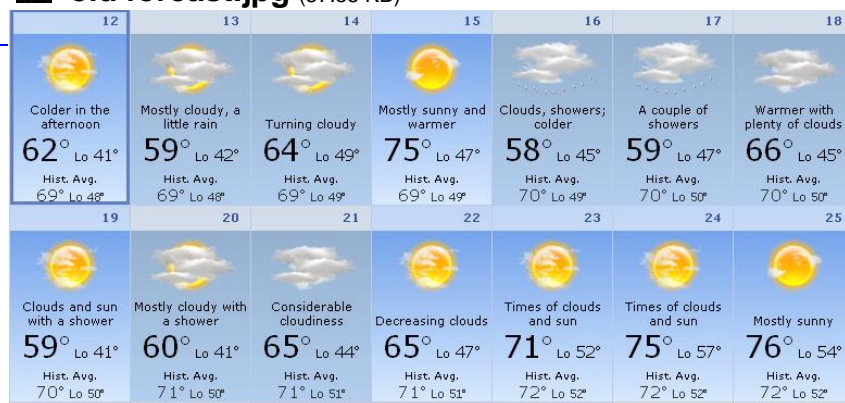 12 13 14 15 16 17 18
Colder in the afternoon
62° Lo 41°
Hist. Avg.
69° Lo 48°
Mostly cloudy, a little rain
59° Lo 42°
Hist. Avg.
69° Lo 48°
Turning cloudy
64° Lo 49°
Hist. Avg.
69° Lo 49°
Mostly sunny and warmer
75° Lo 47°
Hist. Avg.
69° Lo 49°
Clouds, showers; colder
58° Lo 45°
Hist. Avg.
70° Lo 49°
A couple of showers
59° Lo 47°
Hist. Avg.
70° Lo 50°
Warmer with plenty of clouds
66° Lo 45°
Hist. Avg.
70° Lo 50°
19 20 21 22 23 24 25
Clouds and sun with a shower
59° Lo 41°
Hist. Avg.
70° Lo 50°
Mostly cloudy with a shower
60° Lo 41°
Hist. Avg.
71° Lo 50°
Considerable cloudiness
65° Lo 44°
Hist. Avg.
71° Lo 51°
Decreasing clouds
65° Lo 47°
Hist. Avg.
71° Lo 51°
Times of clouds and sun
71° Lo 52°
Hist. Avg.
72° Lo 52°
Times of clouds and sun
75° Lo 57°
Hist. Avg.
72° Lo 52°
Mostly sunny
76° Lo 54°
Hist. Avg.
72° Lo 52°